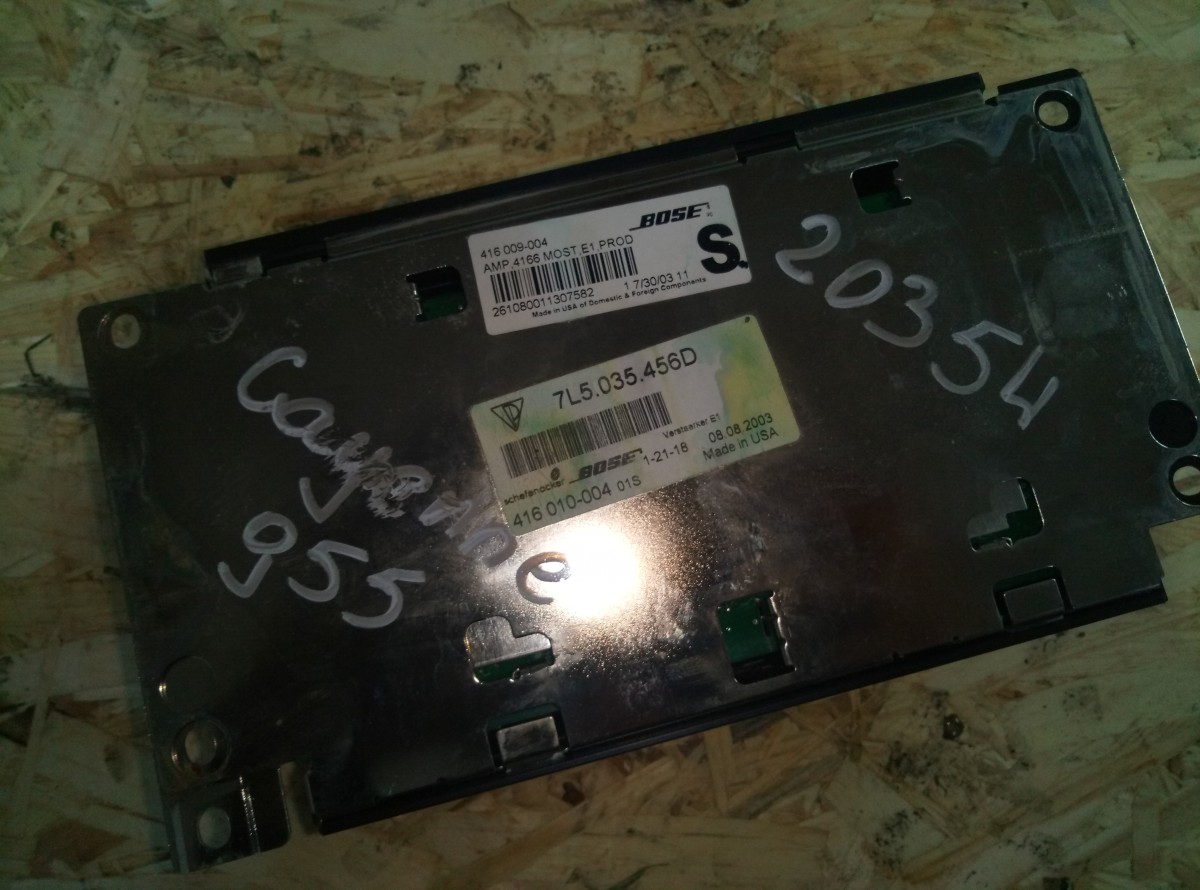 BOSE
416 009-004
AMP,4166 MOST E1,PROD
S
261080011307582
1 7/30/03 11
Made in USA of Domestic & Foreign Components
7L5.035.456D
Verstaerker E1
schefenacker BOSE 1-21-18 08.08.2003
416 010-004 01S Made in USA
20354
Cayenne
955